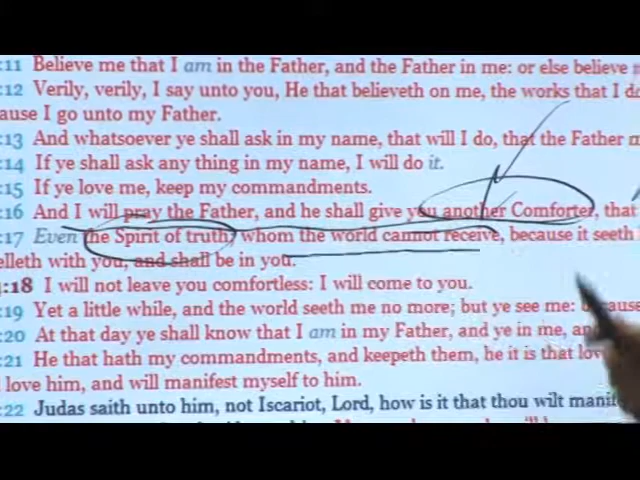 :11 Believe me that I am in the Father, and the Father in me: or else believe
:12 Verily, verily, I say unto you, He that believeth on me, the works that I do
ause I go unto my Father.
:13 And whatsoever ye shall ask in my name, that will I do, that the Father
:14 If ye shall ask any thing in my name, I will do it.
:15 If ye love me, keep my commandments.
:16 And I will pray the Father, and he shall give you another Comforter, that
:17 Even the Spirit of truth; whom the world cannot receive, because it seeth
elleth with you, and shall be in you.
:18 I will not leave you comfortless: I will come to you.
:19 Yet a little while, and the world seeth me no more; but ye see me: because
:20 At that day ye shall know that I am in my Father, and ye in me, and
:21 He that hath my commandments, and keepeth them, he it is that lov
love him, and will manifest myself to him.
:22 Judas saith unto him, not Iscariot, Lord, how is it that thou wilt manif